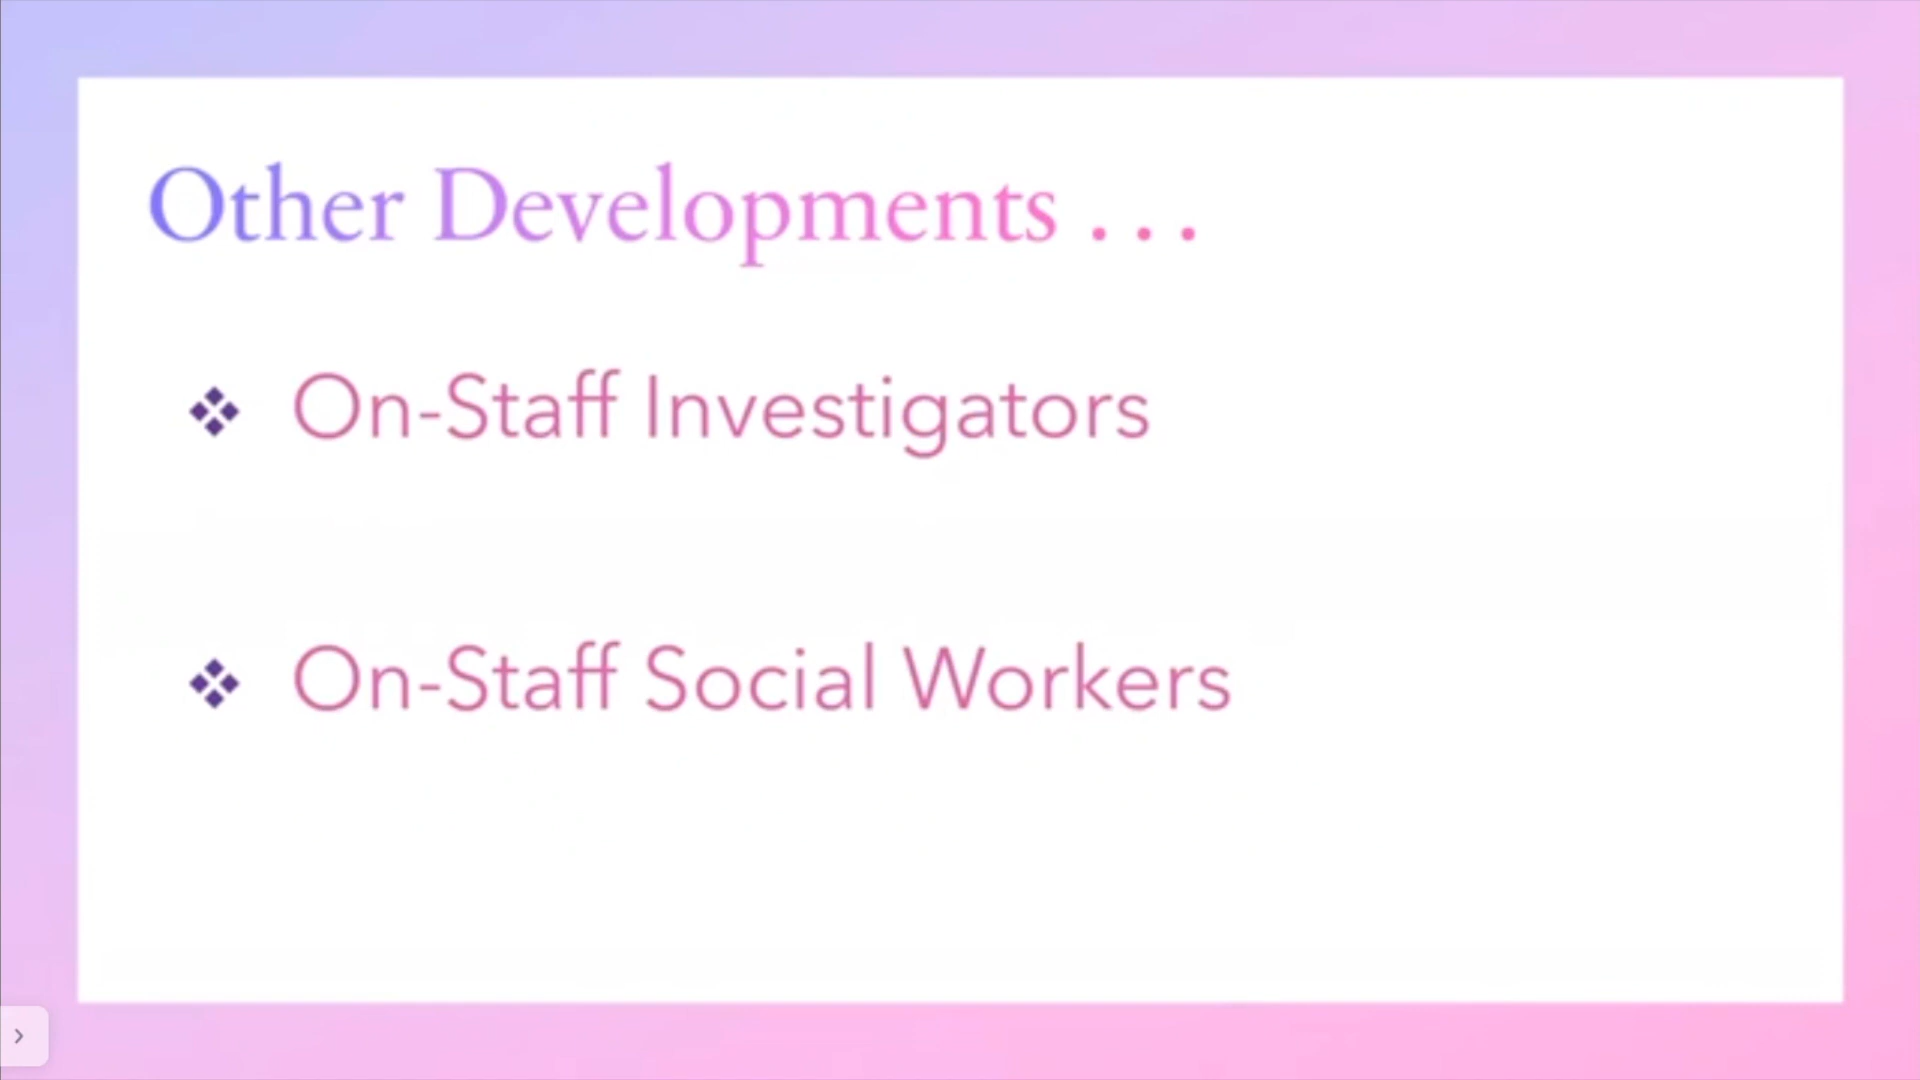 Other Developments . . .
❖ On-Staff Investigators
❖ On-Staff Social Workers